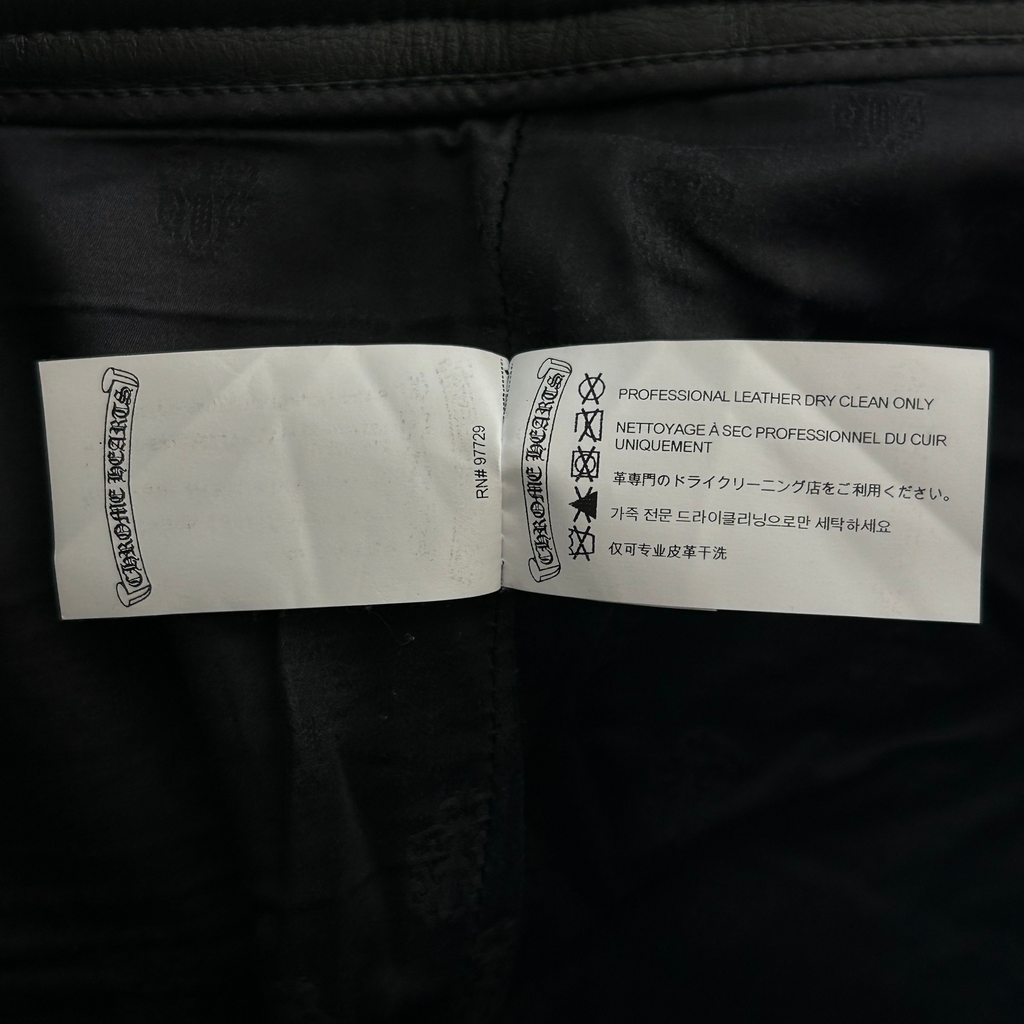 CHROME HEARTS
RN# 97729
CHROME HEARTS
PROFESSIONAL LEATHER DRY CLEAN ONLY
NETTOYAGE À SEC PROFESSIONNEL DU CUIR
UNIQUEMENT
革専門のドライクリーニング店をご利用ください。
가죽 전문 드라이클리닝으로만 세탁하세요
仅可专业皮革干洗